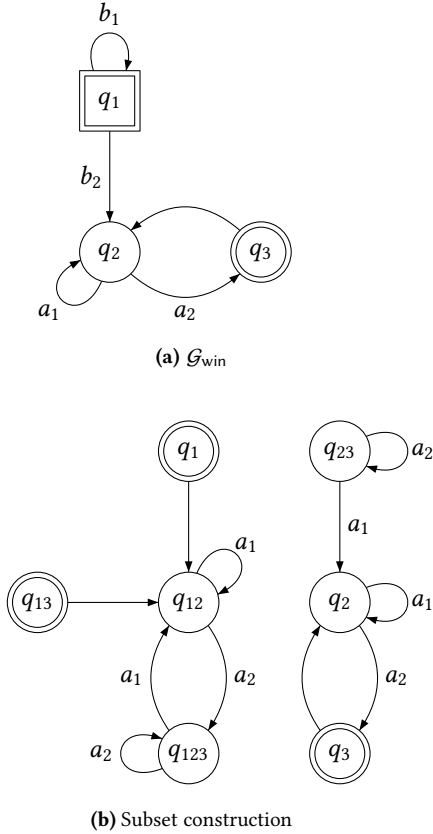 b₁
q₁
b₂
q₂
q₃
a₁
a₂
(a) 𝒢win
q₁
q₂₃
a₂
a₁
a₁
q₁₃
q₁₂
q₂
a₁
a₁
a₂
a₂
a₂
q₁₂₃
q₃
(b) Subset construction